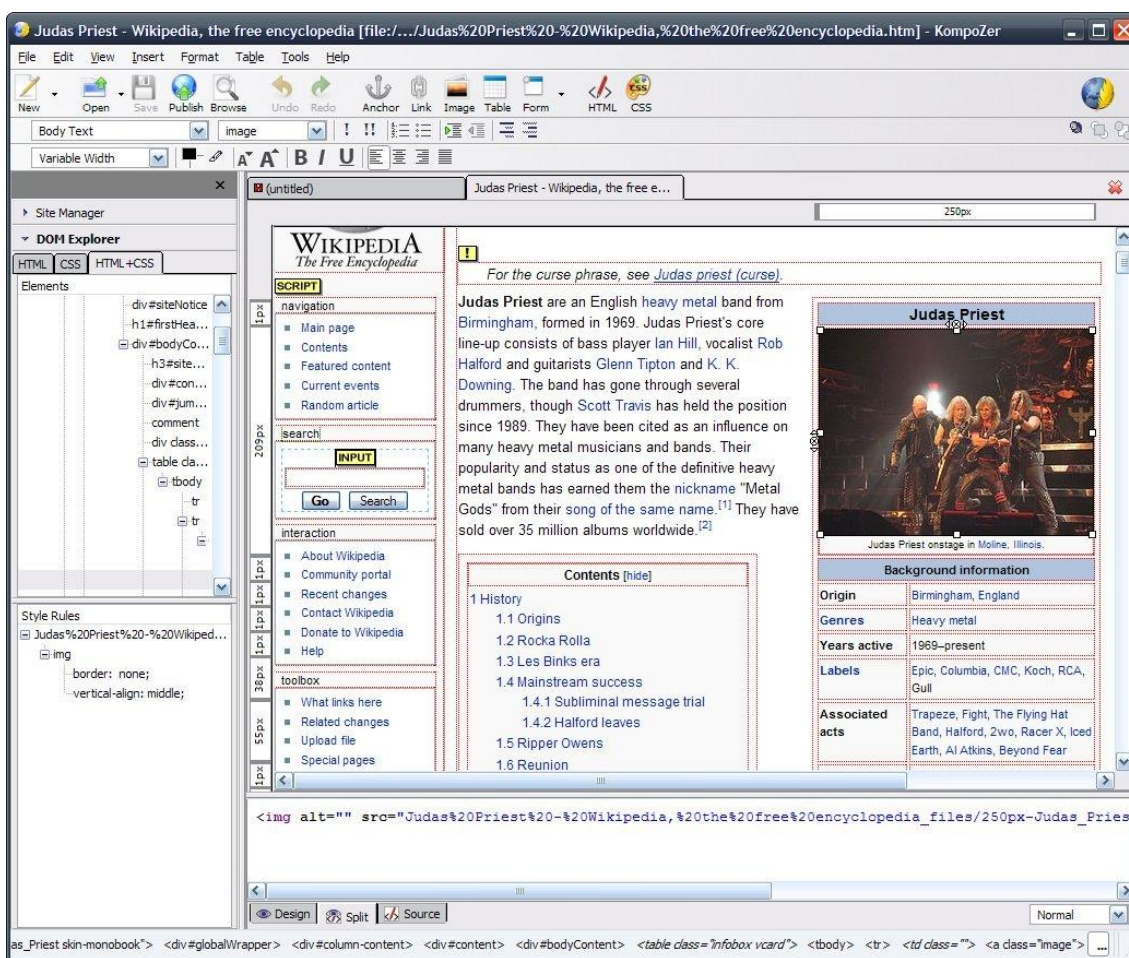 Judas Priest - Wikipedia, the free encyclopedia [file:/.../Judas%20Priest%20-%20Wikipedia,%20the%20free%20encyclopedia.htm] - KompoZer
File Edit View Insert Format Table Tools Help
New Open Save Publish Browse Undo Redo Anchor Link Image Table Form HTML CSS
Body Text image ! !!
Variable Width A A B I U
(untitled) Judas Priest - Wikipedia, the free e...
Site Manager
250px
DOM Explorer
HTML CSS HTML+CSS
Elements
div#siteNotice
h1#firstHea...
div#bodyCo...
h3#site...
div#con...
div#jum...
comment
div class...
table cla...
tbody
tr
tr
Style Rules
Judas%20Priest%20-%20Wikiped...
img
border: none;
vertical-align: middle;
1px
209px
1px
1px
1px
1px
38px
55px
1px
WIKIPEDIA
The Free Encyclopedia
SCRIPT
navigation
Main page
Contents
Featured content
Current events
Random article
search
INPUT
Go Search
interaction
About Wikipedia
Community portal
Recent changes
Contact Wikipedia
Donate to Wikipedia
Help
toolbox
What links here
Related changes
Upload file
Special pages
!
For the curse phrase, see Judas priest (curse).
Judas Priest are an English heavy metal band from
Birmingham, formed in 1969. Judas Priest's core
line-up consists of bass player Ian Hill, vocalist Rob
Halford and guitarists Glenn Tipton and K. K.
Downing. The band has gone through several
drummers, though Scott Travis has held the position
since 1989. They have been cited as an influence on
many heavy metal musicians and bands. Their
popularity and status as one of the definitive heavy
metal bands has earned them the nickname "Metal
Gods" from their song of the same name.[1] They have
sold over 35 million albums worldwide.[2]
Contents [hide]
1 History
1.1 Origins
1.2 Rocka Rolla
1.3 Les Binks era
1.4 Mainstream success
1.4.1 Subliminal message trial
1.4.2 Halford leaves
1.5 Ripper Owens
1.6 Reunion
Judas Priest
Judas Priest onstage in Moline, Illinois.
Background information
Origin Birmingham, England
Genres Heavy metal
Years active 1969–present
Labels Epic, Columbia, CMC, Koch, RCA,
Gull
Associated acts Trapeze, Fight, The Flying Hat
Band, Halford, 2wo, Racer X, Iced
Earth, Al Atkins, Beyond Fear
<img alt="" src="Judas%20Priest%20-%20Wikipedia,%20the%20free%20encyclopedia_files/250px-Judas_Pries
Design Split Source
Normal
as_Priest skin-monobook"> <div#globalWrapper> <div#column-content> <div#content> <div#bodyContent> <table class="infobox vcard"> <tbody> <tr> <td class=""> <a class="image"> ...